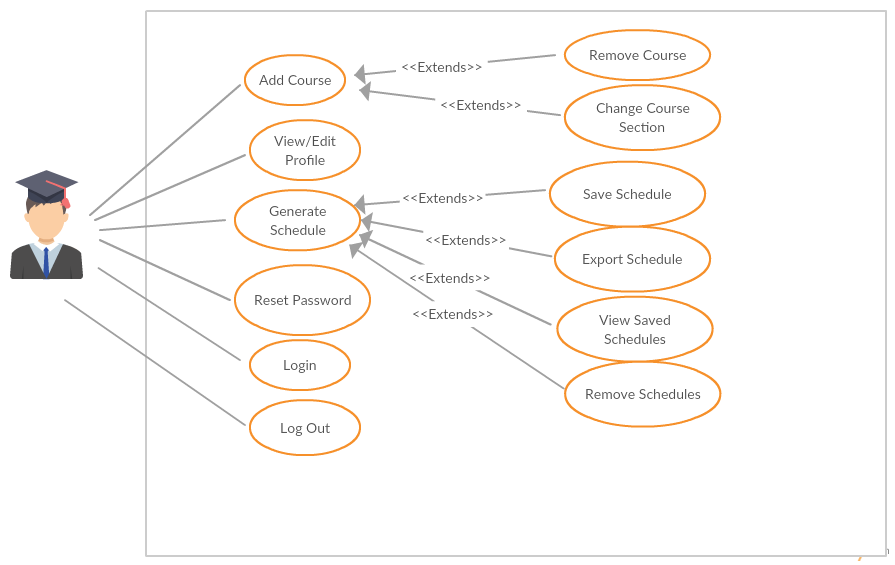 Add Course
<<Extends>>
Remove Course
<<Extends>>
Change Course
Section
View/Edit
Profile
Generate
Schedule
<<Extends>>
Save Schedule
<<Extends>>
Export Schedule
<<Extends>>
View Saved
Schedules
<<Extends>>
Remove Schedules
Reset Password
Login
Log Out